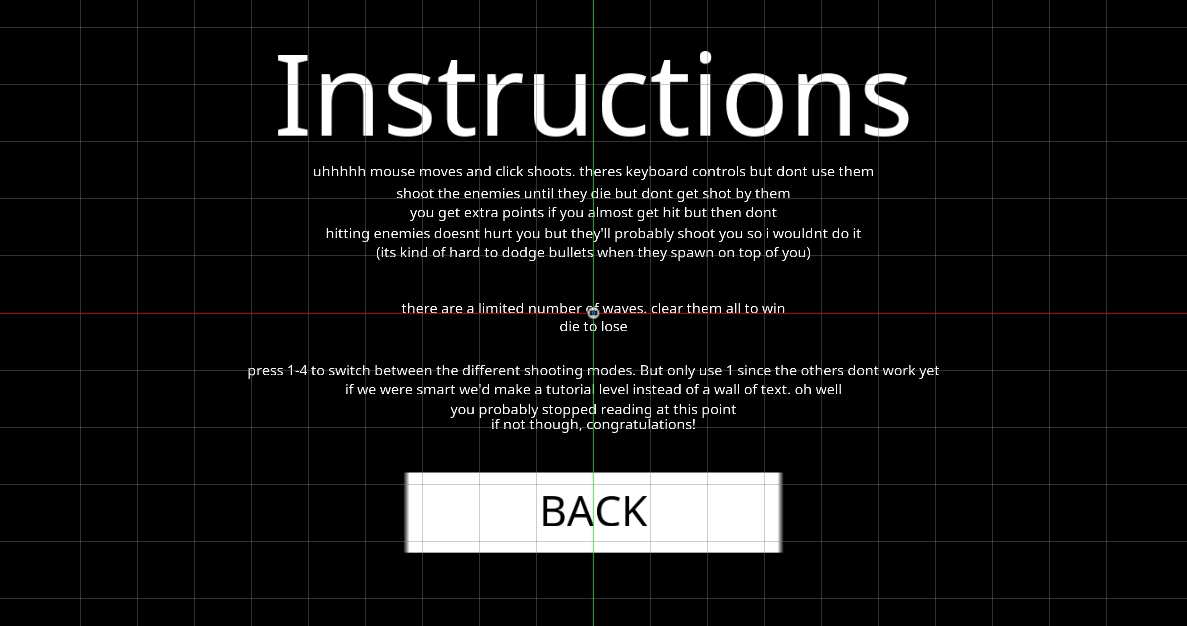 Instructions
uhhhhh mouse moves and click shoots. theres keyboard controls but dont use them
shoot the enemies until they die but dont get shot by them
you get extra points if you almost get hit but then dont
hitting enemies doesnt hurt you but they'll probably shoot you so i wouldnt do it
(its kind of hard to dodge bullets when they spawn on top of you)
there are a limited number of waves. clear them all to win
die to lose
press 1-4 to switch between the different shooting modes. But only use 1 since the others dont work yet
if we were smart we'd make a tutorial level instead of a wall of text. oh well
you probably stopped reading at this point
if not though, congratulations!
BACK